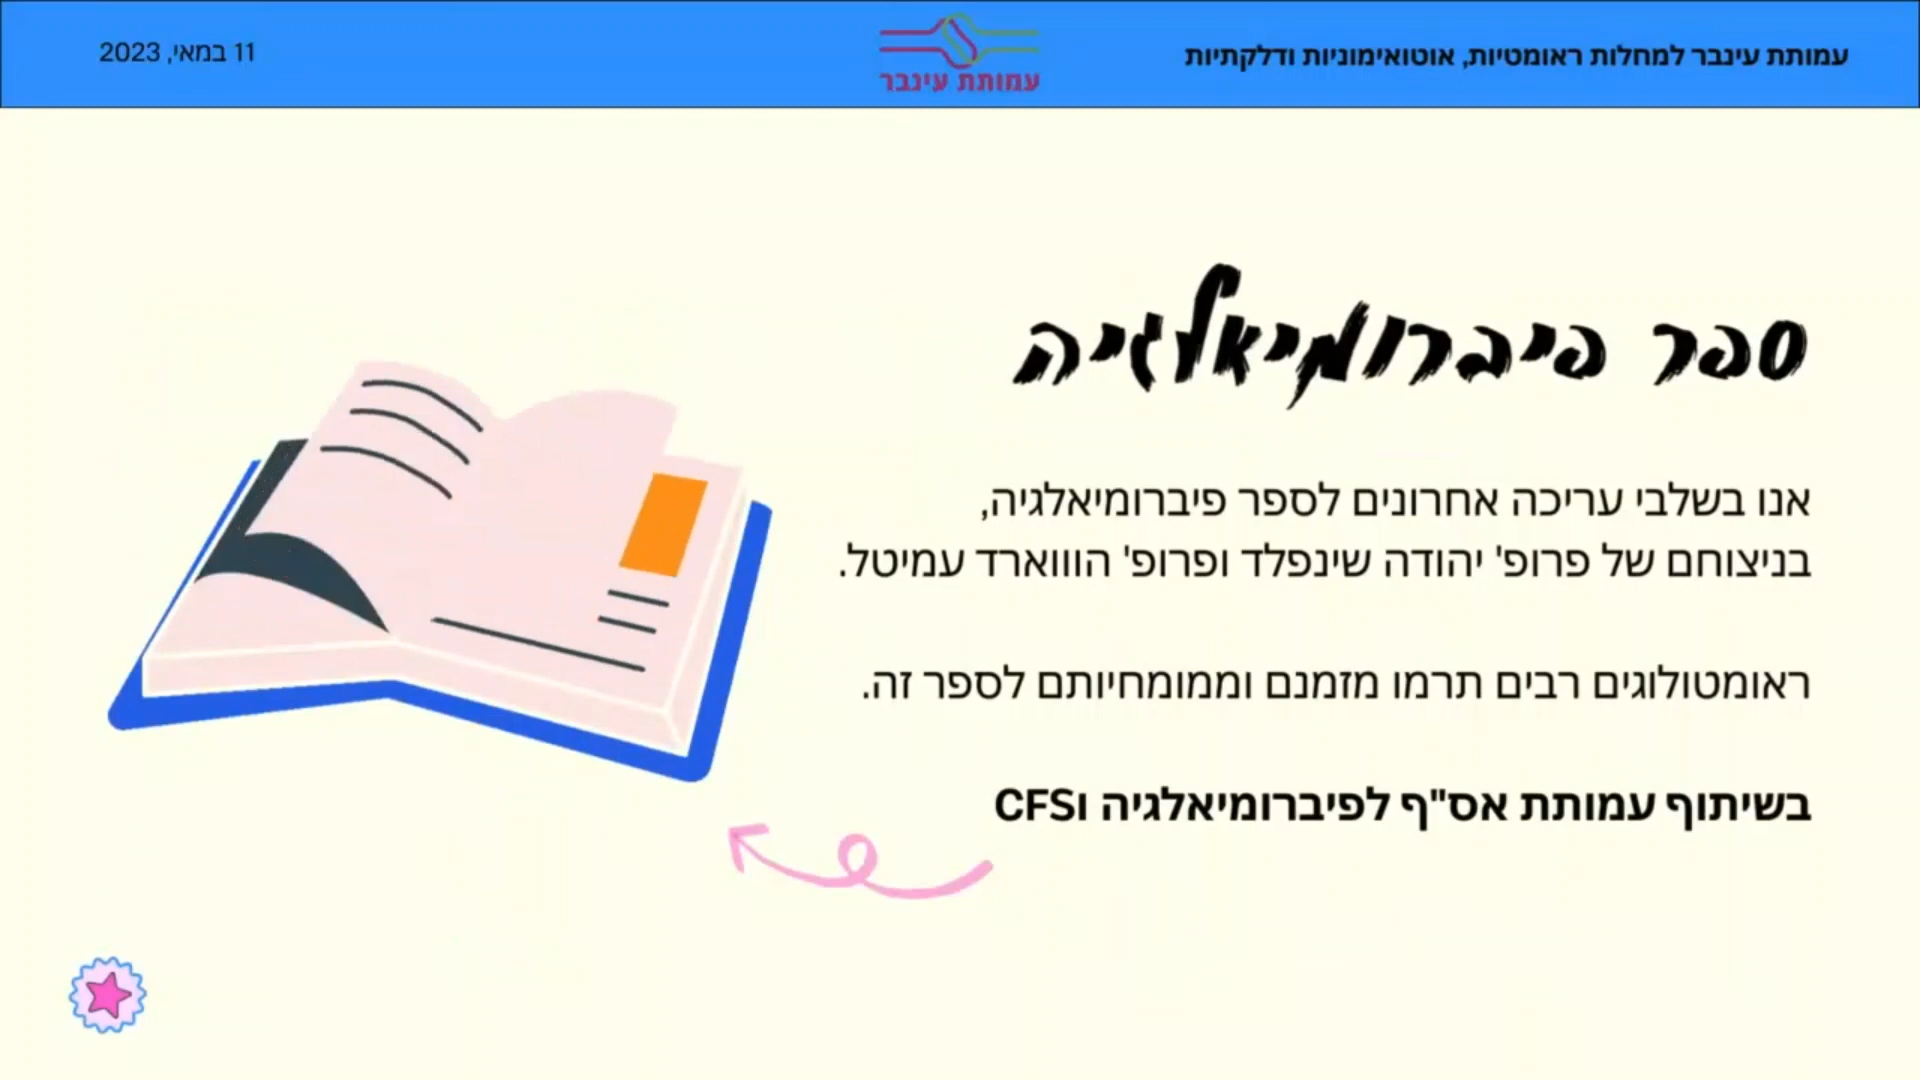 עמותת עינבר למחלות ראומטיות, אוטואימוניות ודלקתיות
עמותת עינבר
11 במאי, 2023
ספר פיברומיאלגיה
אנו בשלבי עריכה אחרונים לספר פיברומיאלגיה,
בניצוחם של פרופ' יהודה שינפלד ופרופ' הוווארד עמיטל.
ראומטולוגים רבים תרמו מזמנם וממומחיותם לספר זה.
בשיתוף עמותת אס"ף לפיברומיאלגיה וCFS